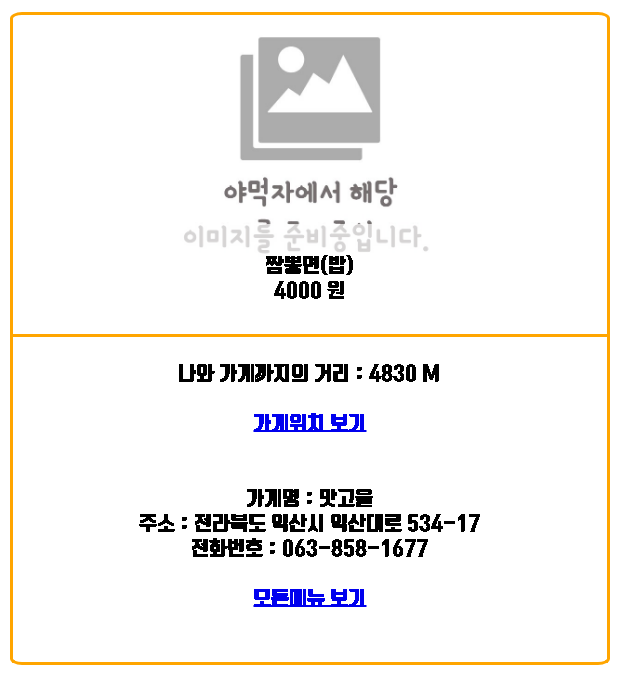 야먹자에서 해당
이미지를 준비중입니다.
짬뽕면(밥)
4000 원
나와 가게까지의 거리 : 4830 M
가게위치 보기
가게명 : 맛고을
주소 : 전라북도 익산시 익산대로 534-17
전화번호 : 063-858-1677
모든메뉴 보기